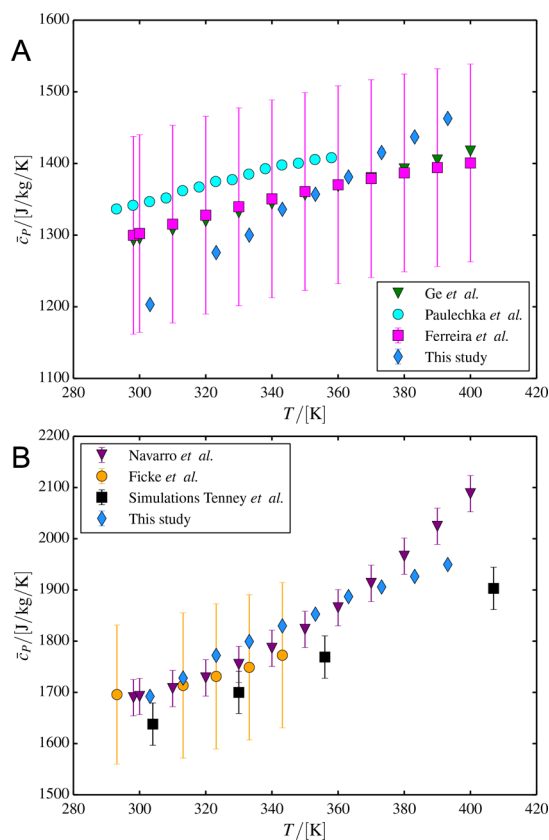 A
1600
1500
1400
1300
1200
1100
c̄_P/[J/kg/K]
Ge et al.
Paulechka et al.
Ferreira et al.
This study
280 300 320 340 360 380 400 420
T/[K]
B
2200
2100
2000
1900
1800
1700
1600
1500
c̄_P/[J/kg/K]
Navarro et al.
Ficke et al.
Simulations Tenney et al.
This study
280 300 320 340 360 380 400 420
T/[K]